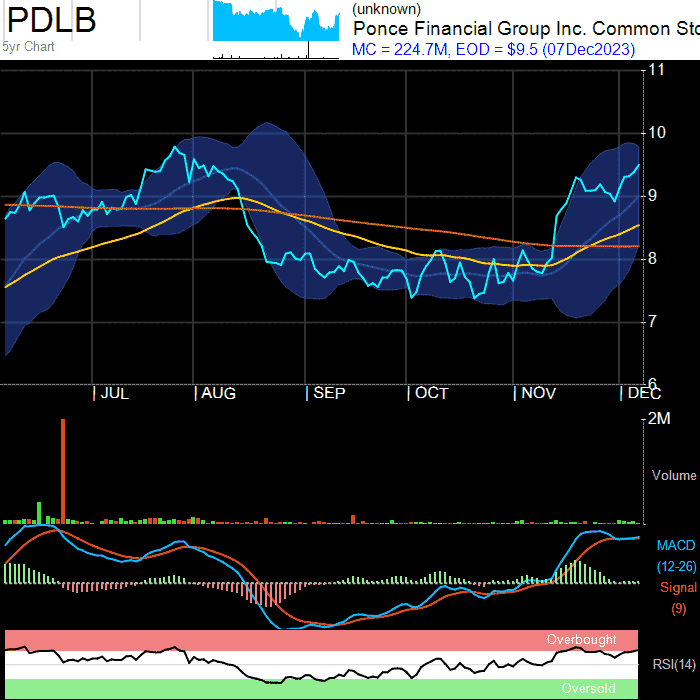 PDLB
5yr Chart
(unknown)
Ponce Financial Group Inc. Common Sto
MC = 224.7M, EOD = $9.5 (07Dec2023)
11
10
9
8
7
6
JUL AUG SEP OCT NOV DEC
2M
Volume
MACD
(12-26)
Signal
(9)
Overbought
RSI(14)
Oversold